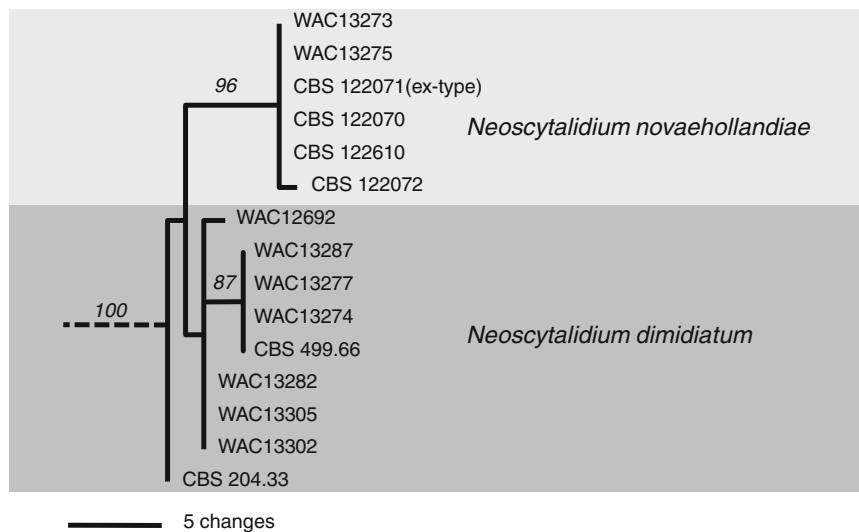 WAC13273
WAC13275
96
CBS 122071(ex-type)
CBS 122070
Neoscytalidium novaehollandiae
CBS 122610
CBS 122072
WAC12692
WAC13287
87
WAC13277
WAC13274
100
Neoscytalidium dimidiatum
CBS 499.66
WAC13282
WAC13305
WAC13302
CBS 204.33
5 changes